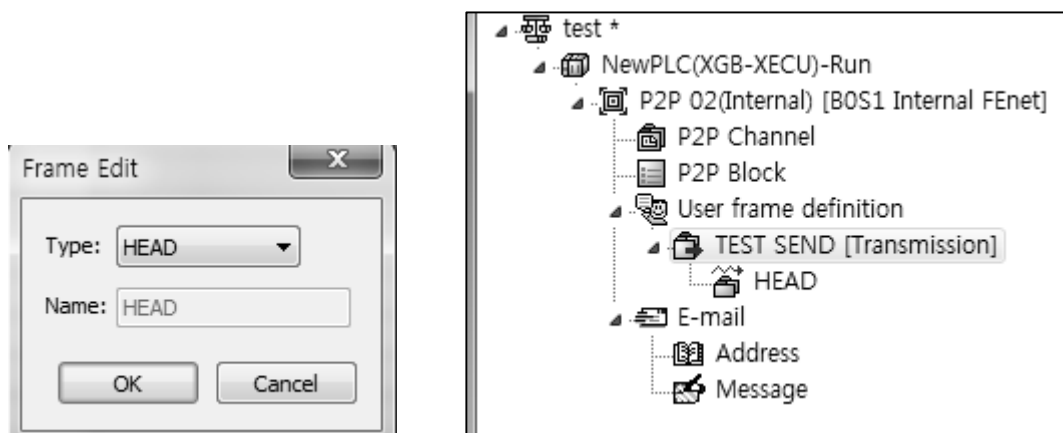 Frame Edit
X
Type: HEAD
Name: HEAD
OK Cancel
test *
NewPLC(XGB-XECU)-Run
P2P 02(Internal) [B0S1 Internal FEnet]
P2P Channel
P2P Block
User frame definition
TEST SEND [Transmission]
HEAD
E-mail
Address
Message